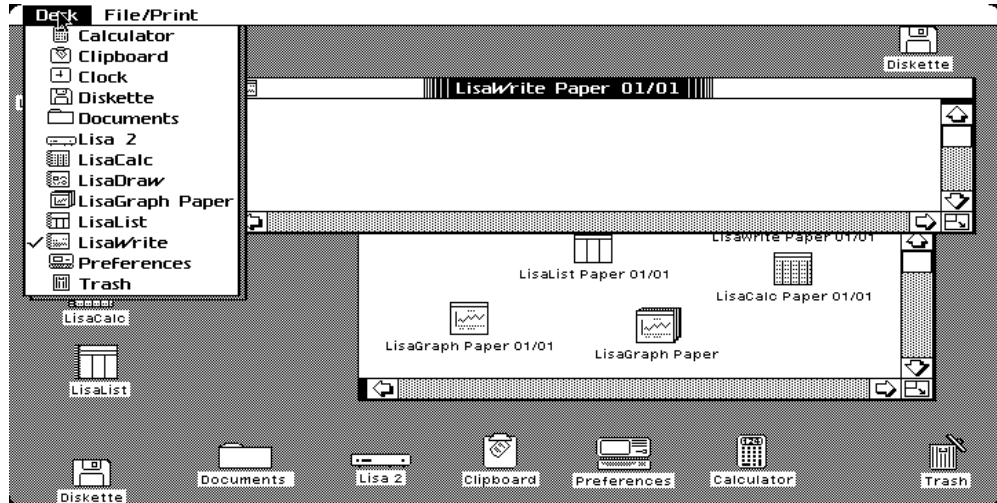 Desk File/Print
Calculator
Clipboard
Clock
Diskette
Documents
Lisa 2
LisaCalc
LisaDraw
LisaGraph Paper
LisaList
LisaWrite
Preferences
Trash
Diskette
LisaWrite Paper 01/01
LisaWrite Paper 01/01
LisaList Paper 01/01
LisaCalc Paper 01/01
LisaGraph Paper 01/01
LisaGraph Paper
LisaCalc
LisaList
Diskette
Documents
Lisa 2
Clipboard
Preferences
Calculator
Trash